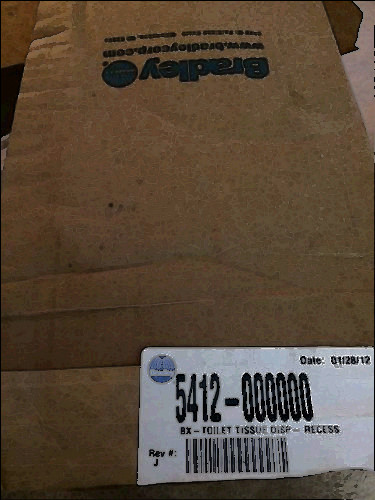 Bradley
www.bradleycorp.com
Date: 01/28/12
5412-000000
BX - TOILET TISSUE DISP - RECESS
Rev #:
J